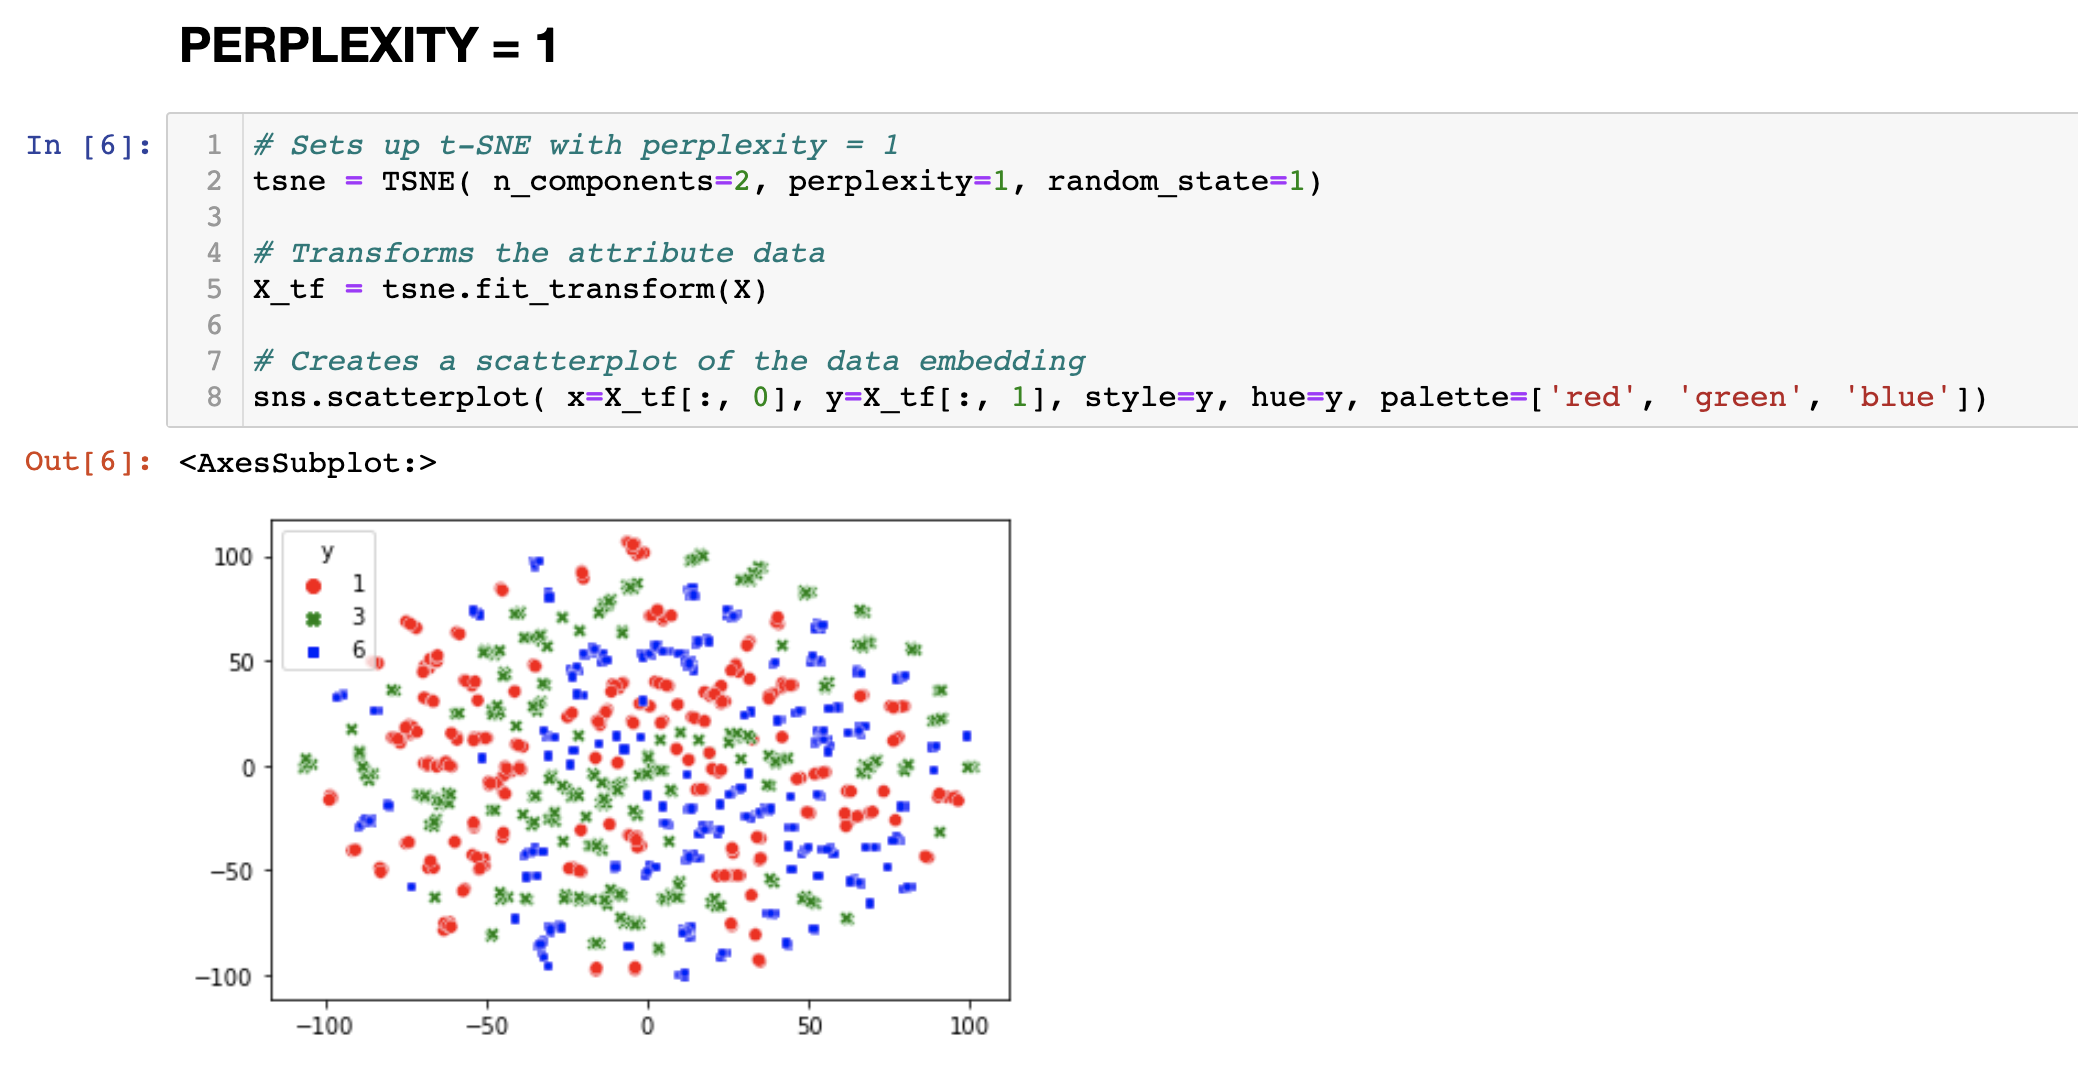 PERPLEXITY = 1
In [6]:
1 # Sets up t-SNE with perplexity = 1
2 tsne = TSNE( n_components=2, perplexity=1, random_state=1)
3
4 # Transforms the attribute data
5 X_tf = tsne.fit_transform(X)
6
7 # Creates a scatterplot of the data embedding
8 sns.scatterplot( x=X_tf[:, 0], y=X_tf[:, 1], style=y, hue=y, palette=['red', 'green', 'blue'])
Out[6]: <AxesSubplot:>
y
1
3
6
100
50
0
−50
−100
−100 −50 0 50 100